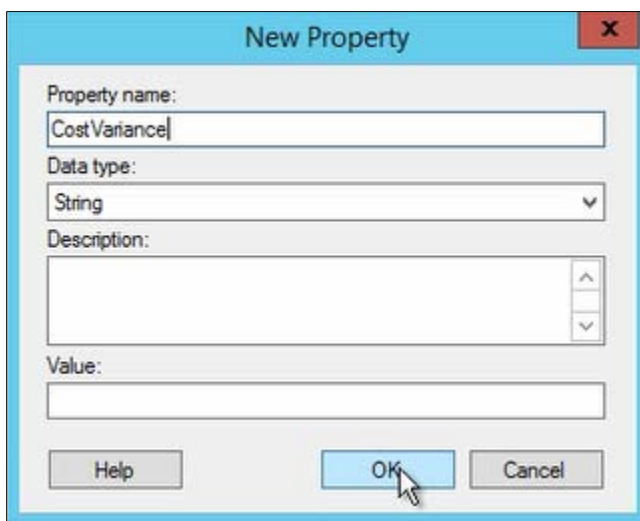 New Property
x
Property name:
CostVariance
Data type:
String
Description:
Value:
Help OK Cancel